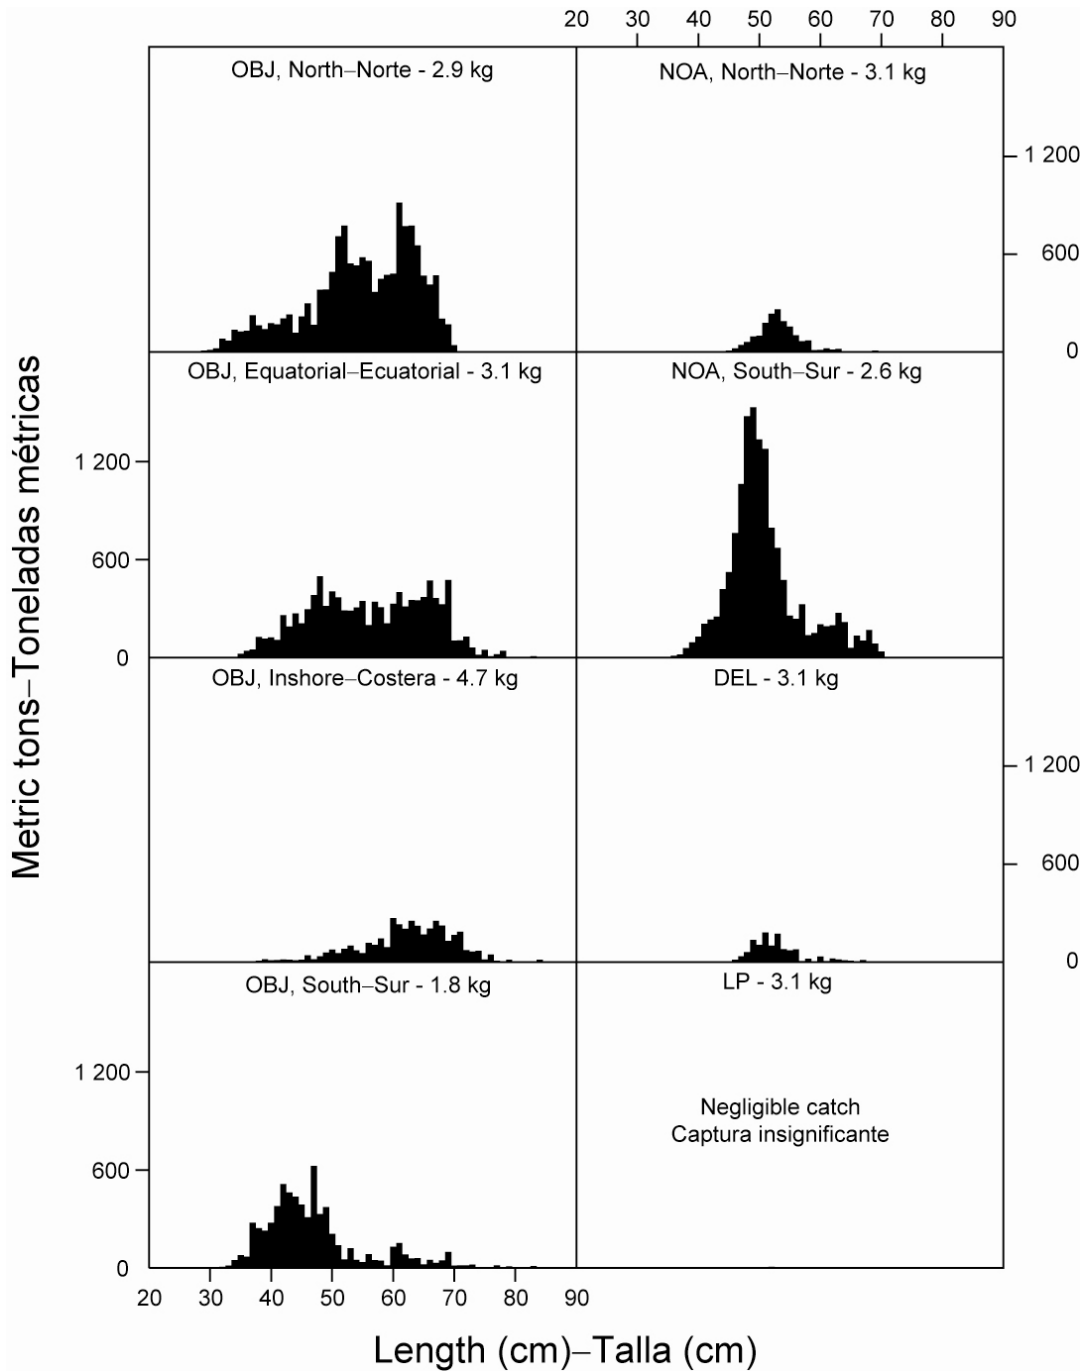 20 30 40 50 60 70 80 90
OBJ, North–Norte - 2.9 kg
NOA, North–Norte - 3.1 kg
1 200
600
0
OBJ, Equatorial–Ecuatorial - 3.1 kg
NOA, South–Sur - 2.6 kg
1 200
600
0
OBJ, Inshore–Costera - 4.7 kg
DEL - 3.1 kg
1 200
600
0
OBJ, South–Sur - 1.8 kg
LP - 3.1 kg
1 200
600
0
Negligible catch
Captura insignificante
20 30 40 50 60 70 80 90
Length (cm)–Talla (cm)
Metric tons–Toneladas métricas